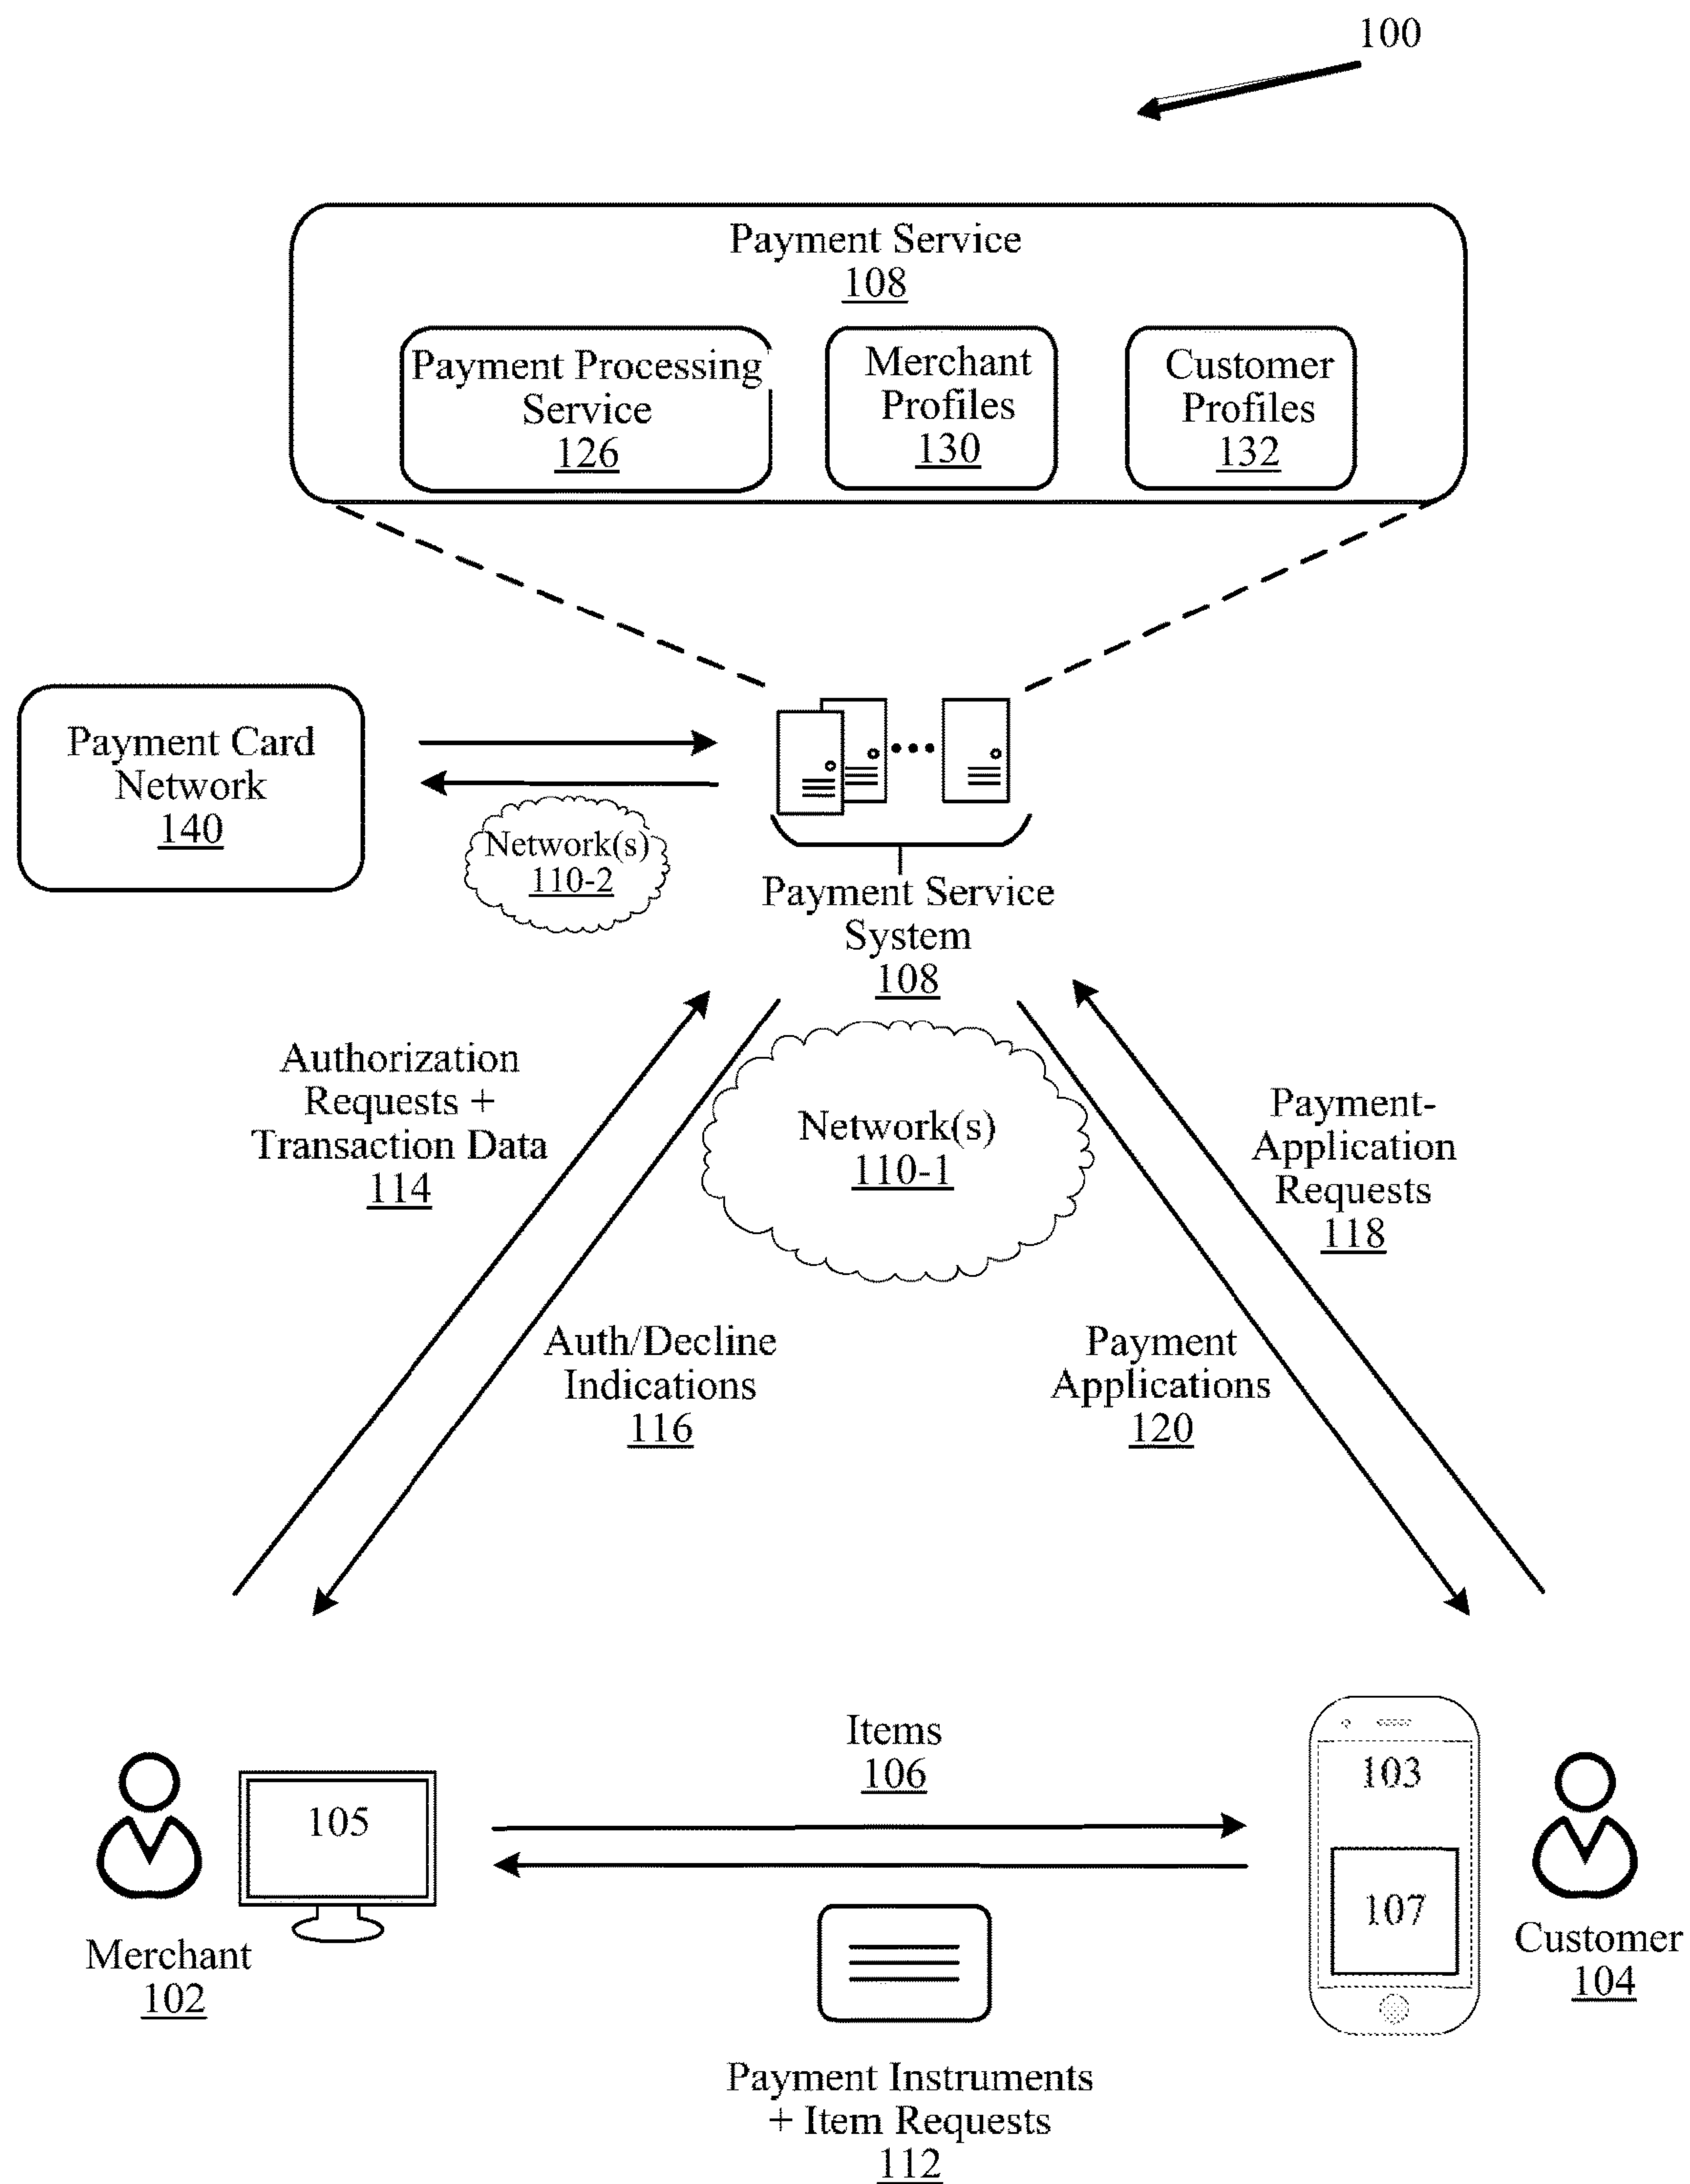 100
Payment Service
108
Payment Processing
Service
126
Merchant
Profiles
130
Customer
Profiles
132
Payment Card
Network
140
Network(s)
110-2
Payment Service
System
108
Authorization
Requests +
Transaction Data
114
Network(s)
110-1
Payment-
Application
Requests
118
Auth/Decline
Indications
116
Payment
Applications
120
Items
106
105
103
107
Merchant
102
Customer
104
Payment Instruments
+ Item Requests
112